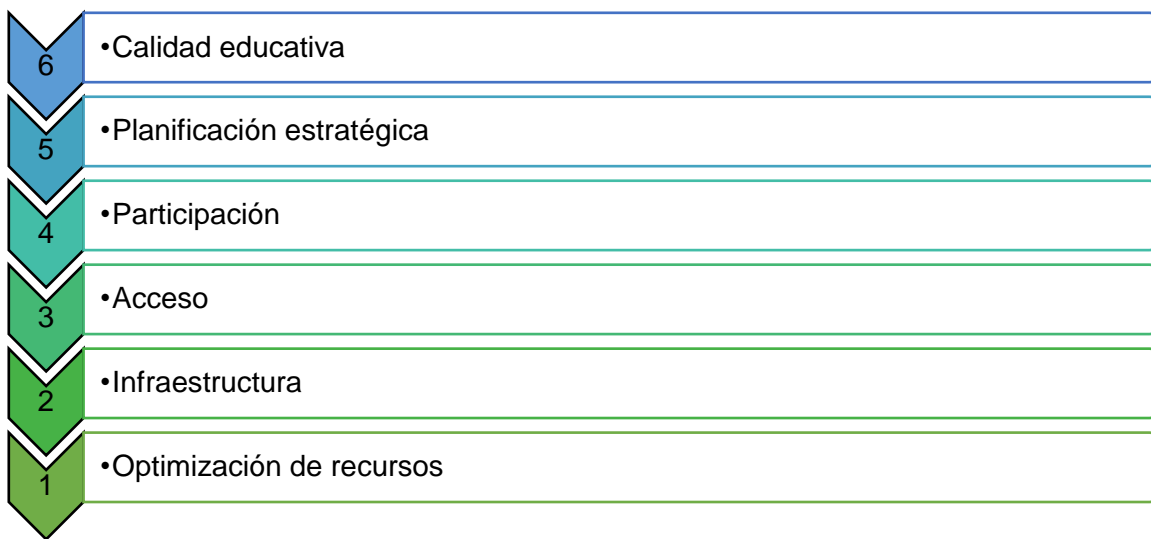 6
•Calidad educativa
5
•Planificación estratégica
4
•Participación
3
•Acceso
2
•Infraestructura
1
•Optimización de recursos